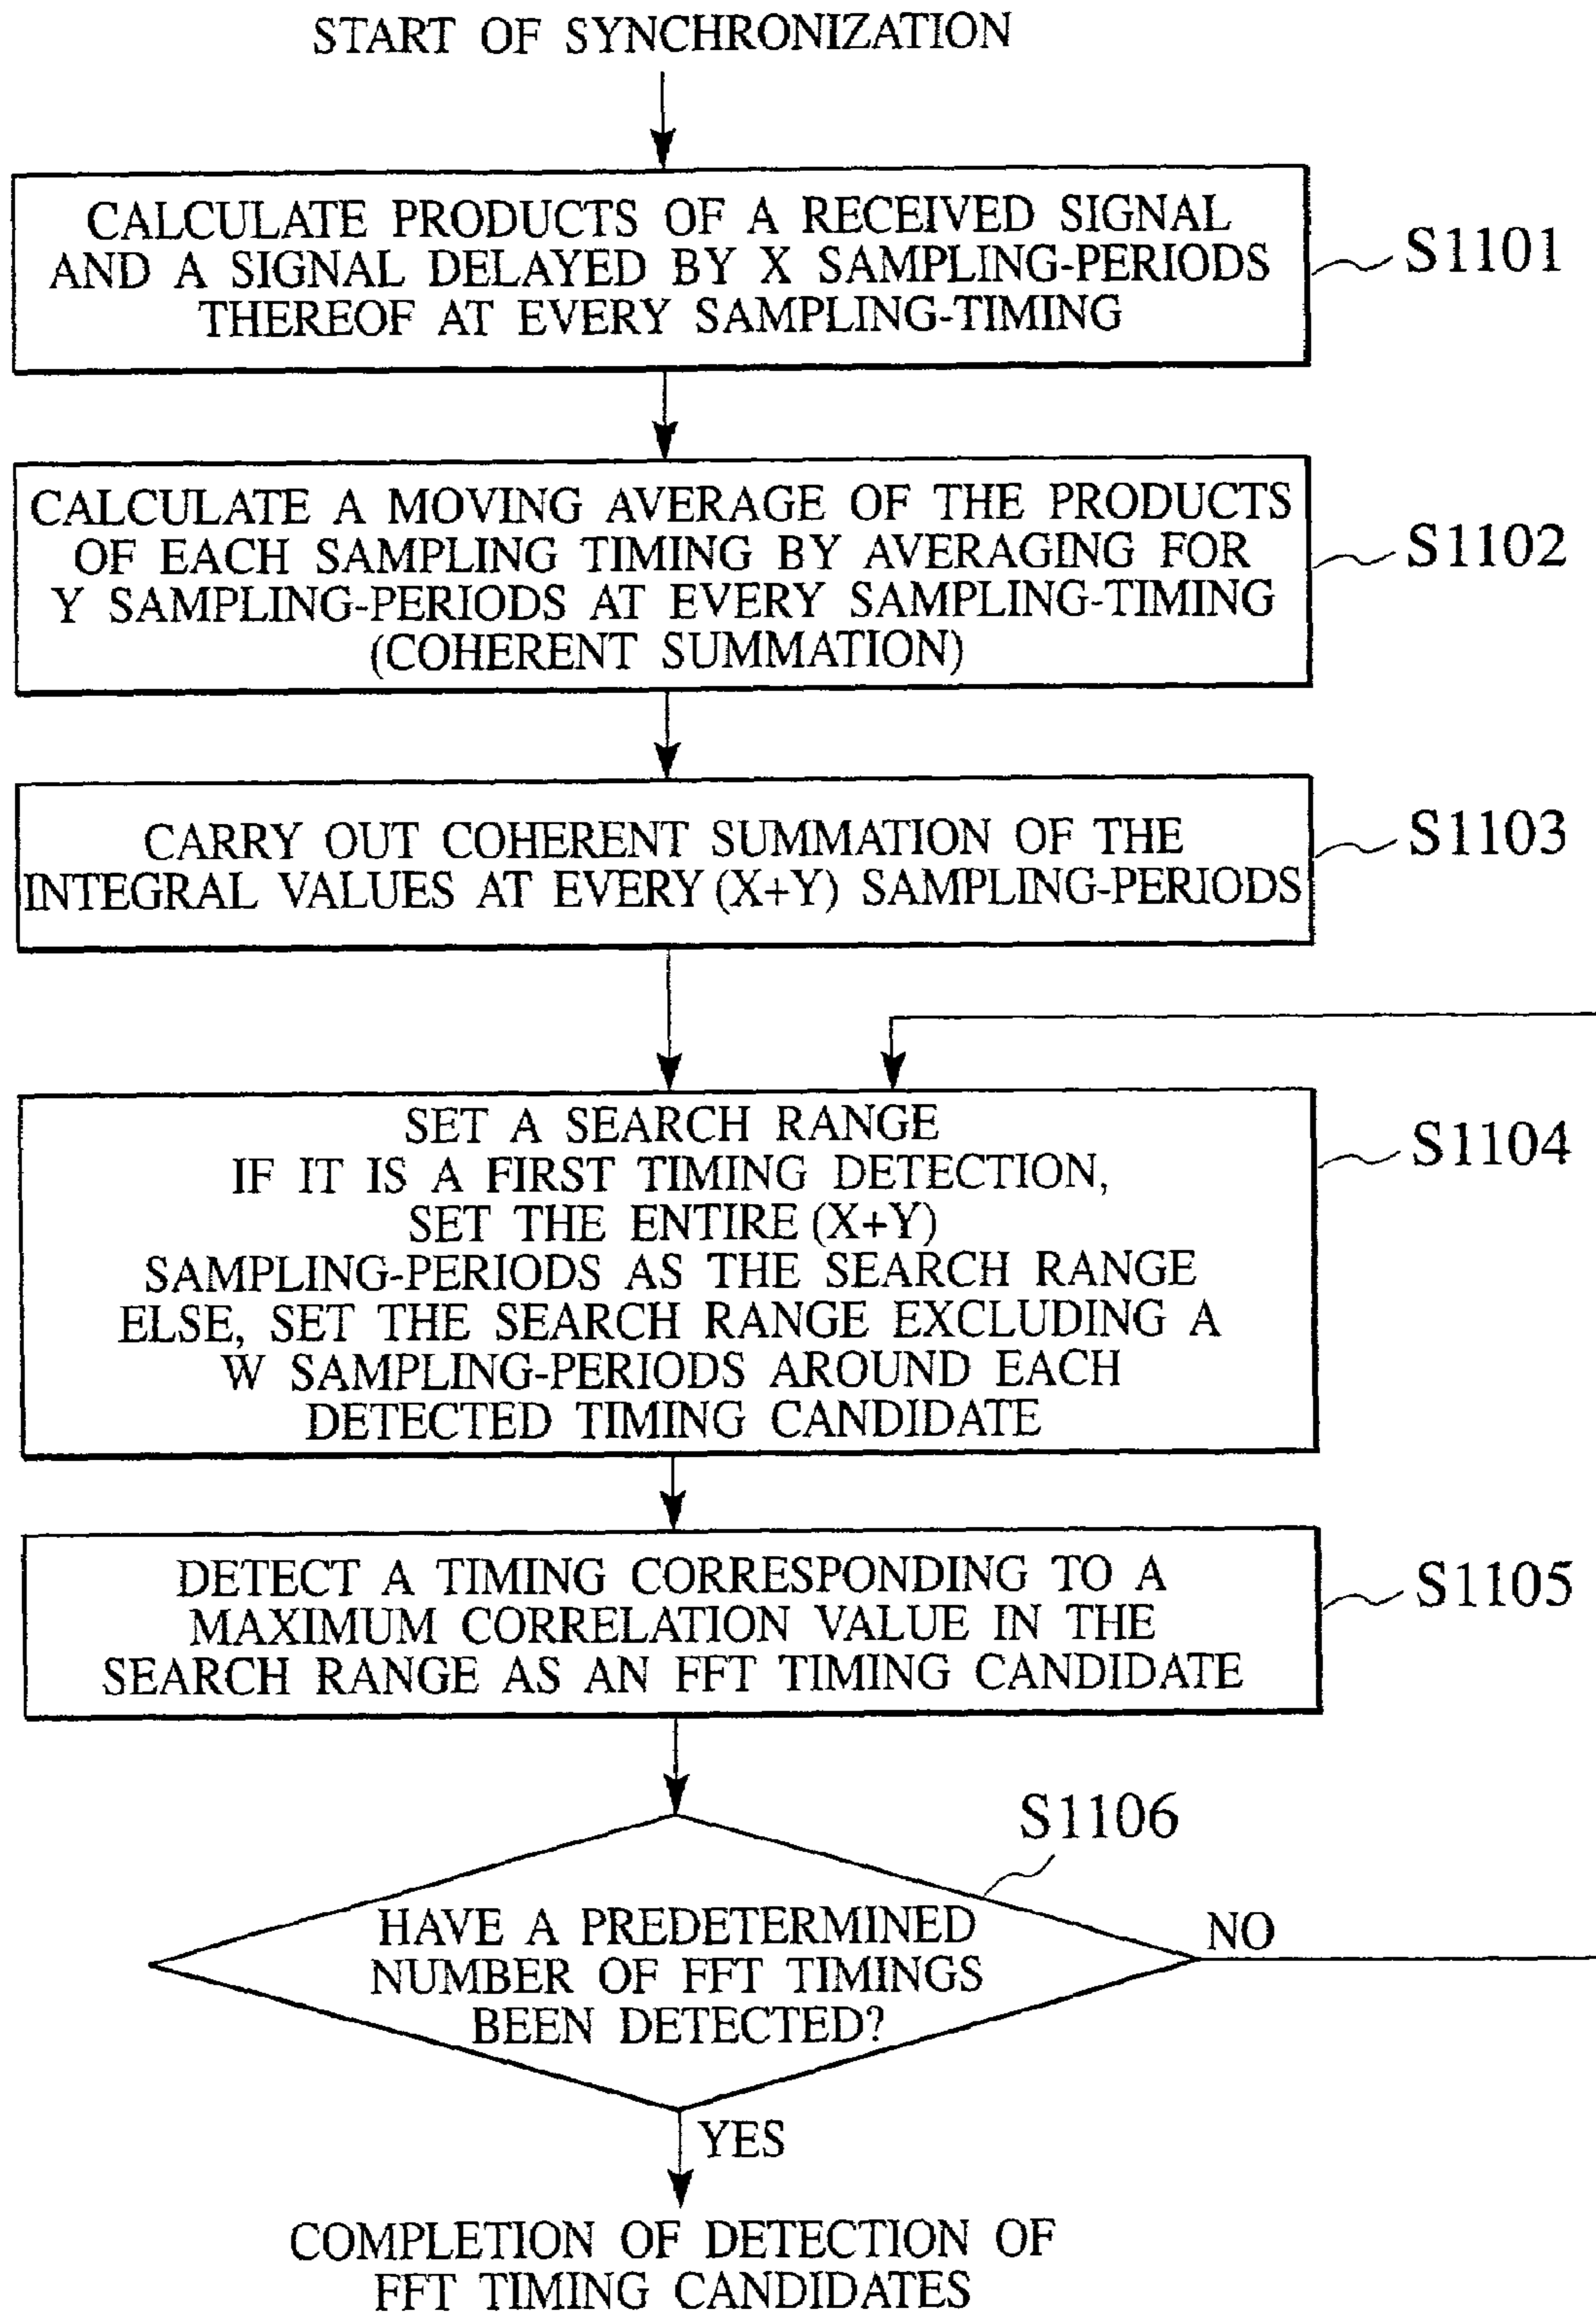 START OF SYNCHRONIZATION
CALCULATE PRODUCTS OF A RECEIVED SIGNAL
AND A SIGNAL DELAYED BY X SAMPLING-PERIODS
THEREOF AT EVERY SAMPLING-TIMING
S1101
CALCULATE A MOVING AVERAGE OF THE PRODUCTS
OF EACH SAMPLING TIMING BY AVERAGING FOR
Y SAMPLING-PERIODS AT EVERY SAMPLING-TIMING
(COHERENT SUMMATION)
S1102
CARRY OUT COHERENT SUMMATION OF THE
INTEGRAL VALUES AT EVERY (X+Y) SAMPLING-PERIODS
S1103
SET A SEARCH RANGE
IF IT IS A FIRST TIMING DETECTION,
SET THE ENTIRE (X+Y)
SAMPLING-PERIODS AS THE SEARCH RANGE
ELSE, SET THE SEARCH RANGE EXCLUDING A
W SAMPLING-PERIODS AROUND EACH
DETECTED TIMING CANDIDATE
S1104
DETECT A TIMING CORRESPONDING TO A
MAXIMUM CORRELATION VALUE IN THE
SEARCH RANGE AS AN FFT TIMING CANDIDATE
S1105
S1106
HAVE A PREDETERMINED
NUMBER OF FFT TIMINGS
BEEN DETECTED?
NO
YES
COMPLETION OF DETECTION OF
FFT TIMING CANDIDATES